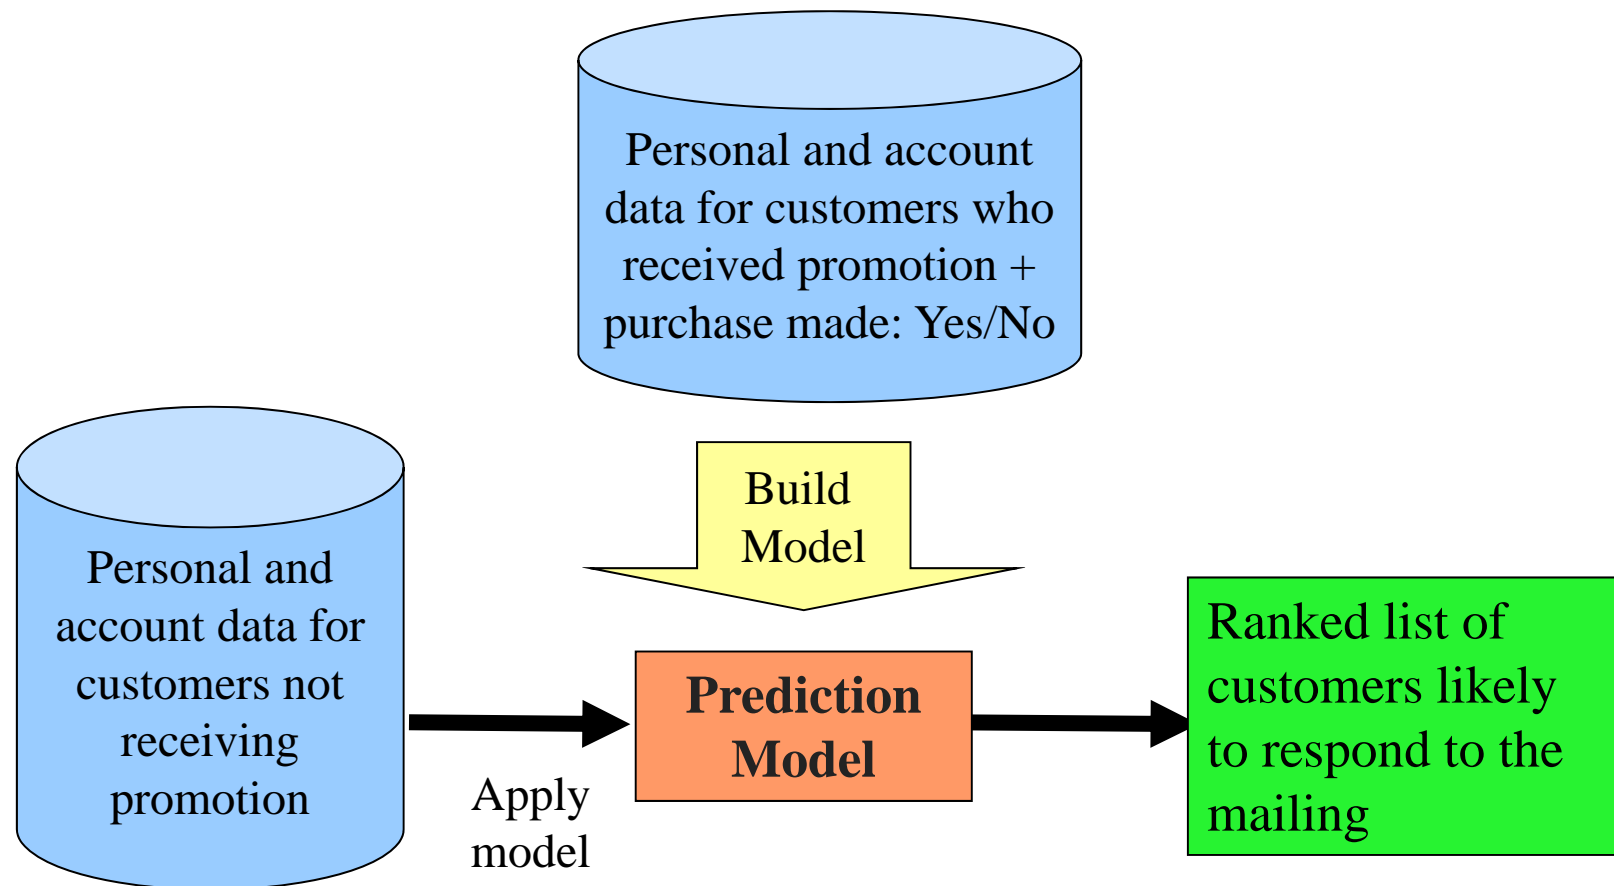 Personal and account
data for customers who
received promotion +
purchase made: Yes/No
Build
Model
Personal and
account data for
customers not
receiving
promotion
Apply
model
Prediction
Model
Ranked list of
customers likely
to respond to the
mailing